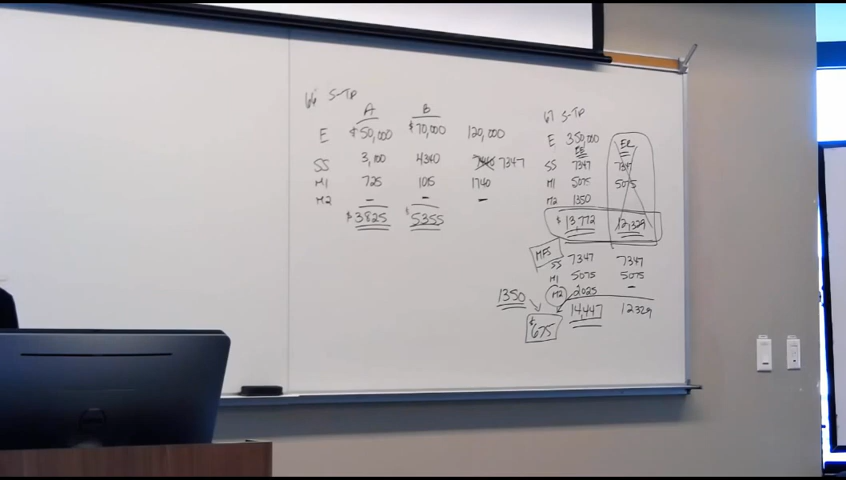 66 S-TP
A B
E $50,000 $70,000 120,000
SS 3,100 4340 7440 7347
M1 725 1015 1740
M2 - - -
$3825 $5355
67 S-TP
E 350,000
EE ER
SS 7347 7347
M1 5075 5075
M2 1350
$13,772 12,329
MFS
SS 7347 7347
M1 5075 5075
M2 2025 -
14,447 12329
1350
$675